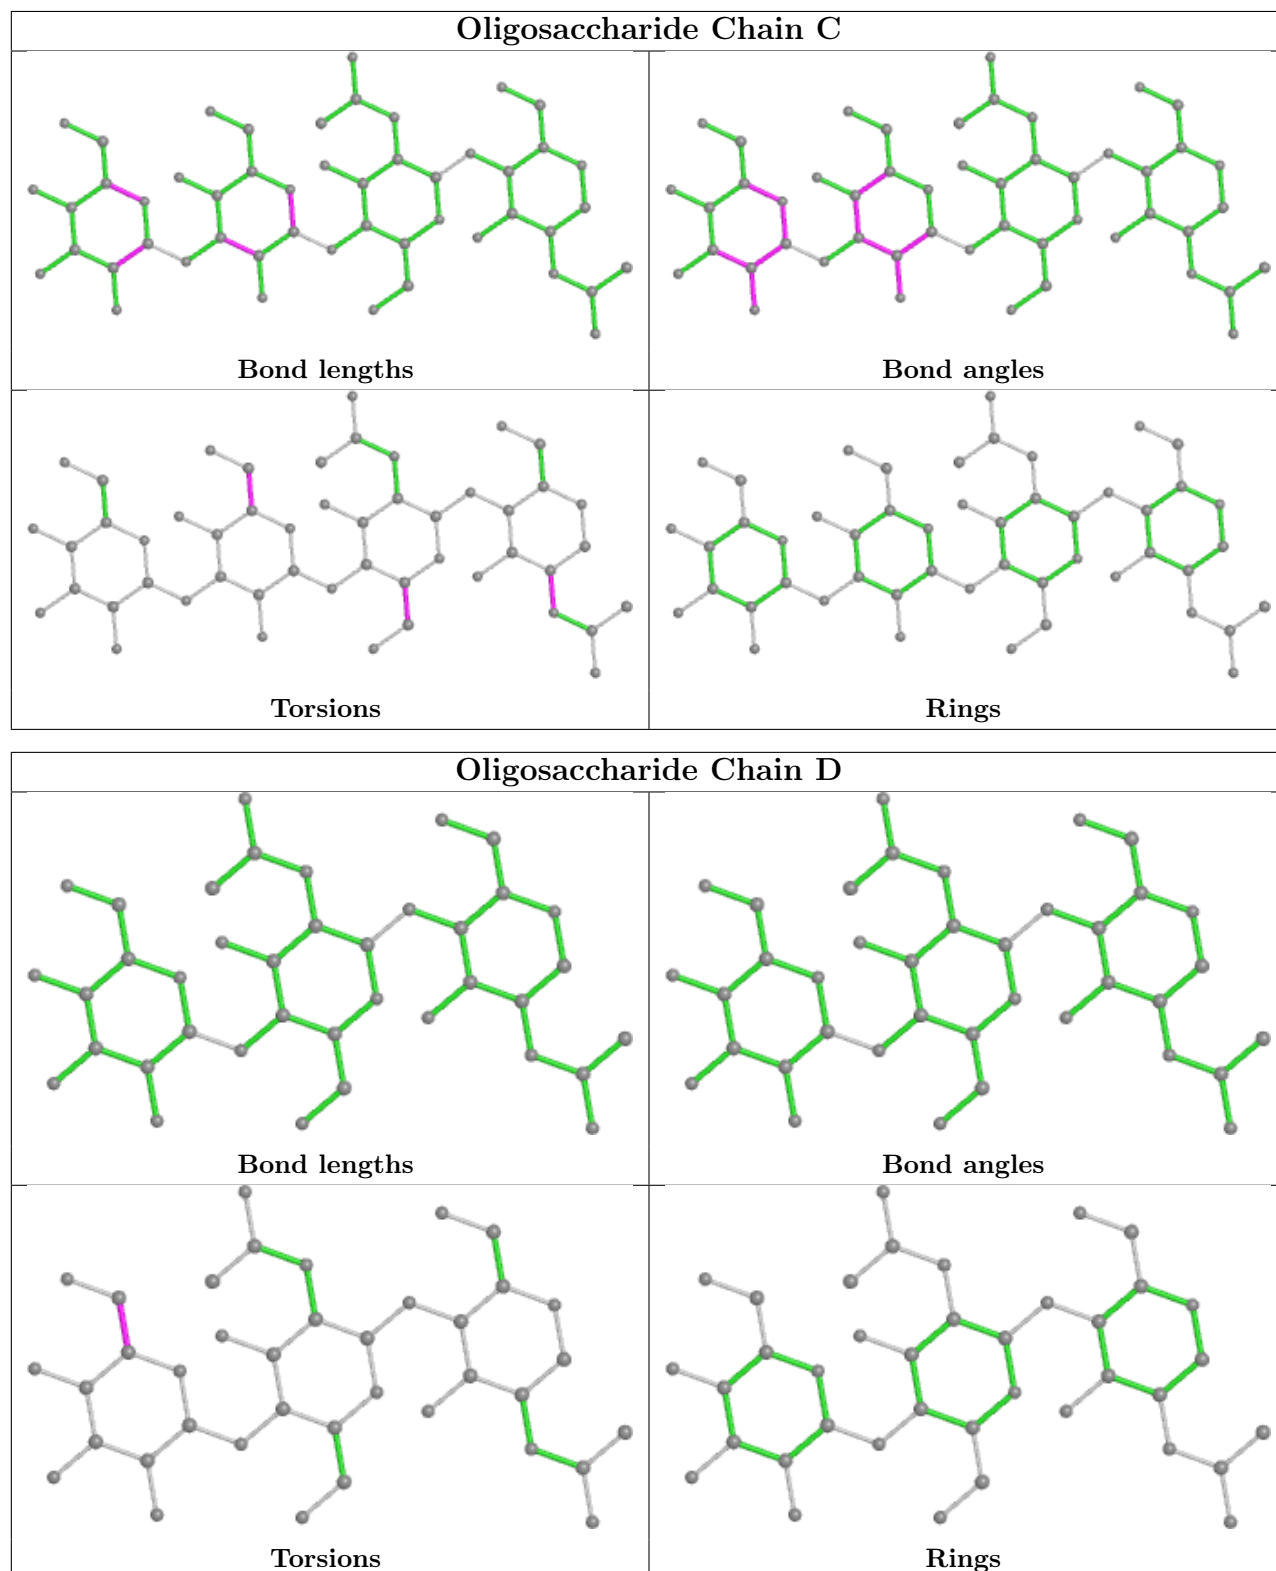 Oligosaccharide Chain C
Bond lengths
Bond angles
Torsions
Rings
Oligosaccharide Chain D
Bond lengths
Bond angles
Torsions
Rings